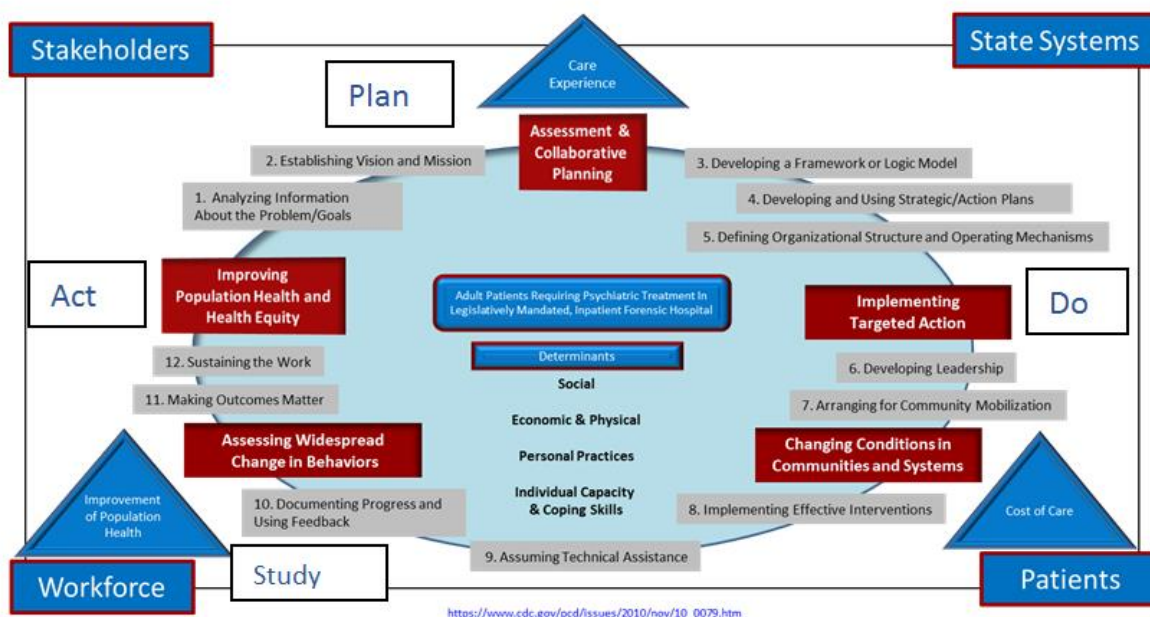 Stakeholders
State Systems
Care
Experience
Plan
Assessment &
Collaborative
Planning
2. Establishing Vision and Mission
3. Developing a Framework or Logic Model
1. Analyzing Information
About the Problem/Goals
4. Developing and Using Strategic/Action Plans
5. Defining Organizational Structure and Operating Mechanisms
Act
Improving
Population Health and
Health Equity
Adult Patients Requiring Psychiatric Treatment In
Legislatively Mandated, Inpatient Forensic Hospital
Implementing
Targeted Action
Do
Determinants
Social
Economic & Physical
Personal Practices
Individual Capacity
& Coping Skills
12. Sustaining the Work
6. Developing Leadership
11. Making Outcomes Matter
7. Arranging for Community Mobilization
Assessing Widespread
Change in Behaviors
Changing Conditions in
Communities and Systems
Improvement
of Population
Health
10. Documenting Progress and
Using Feedback
8. Implementing Effective Interventions
Cost of Care
9. Assuming Technical Assistance
Workforce
Study
Patients
https://www.cdc.gov/pcd/issues/2010/nov/10_0079.htm